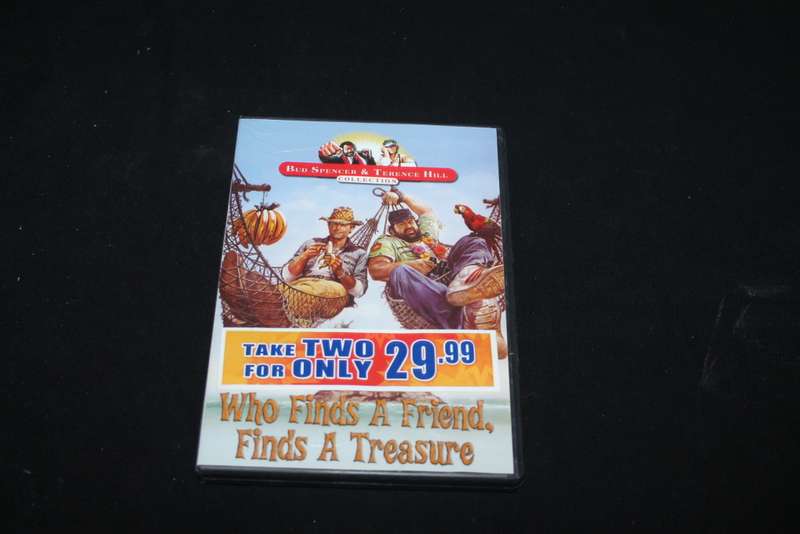 BUD SPENCER & TERENCE HILL
COLLECTION
TAKE TWO
FOR ONLY 29.99
Who Finds A Friend,
Finds A Treasure